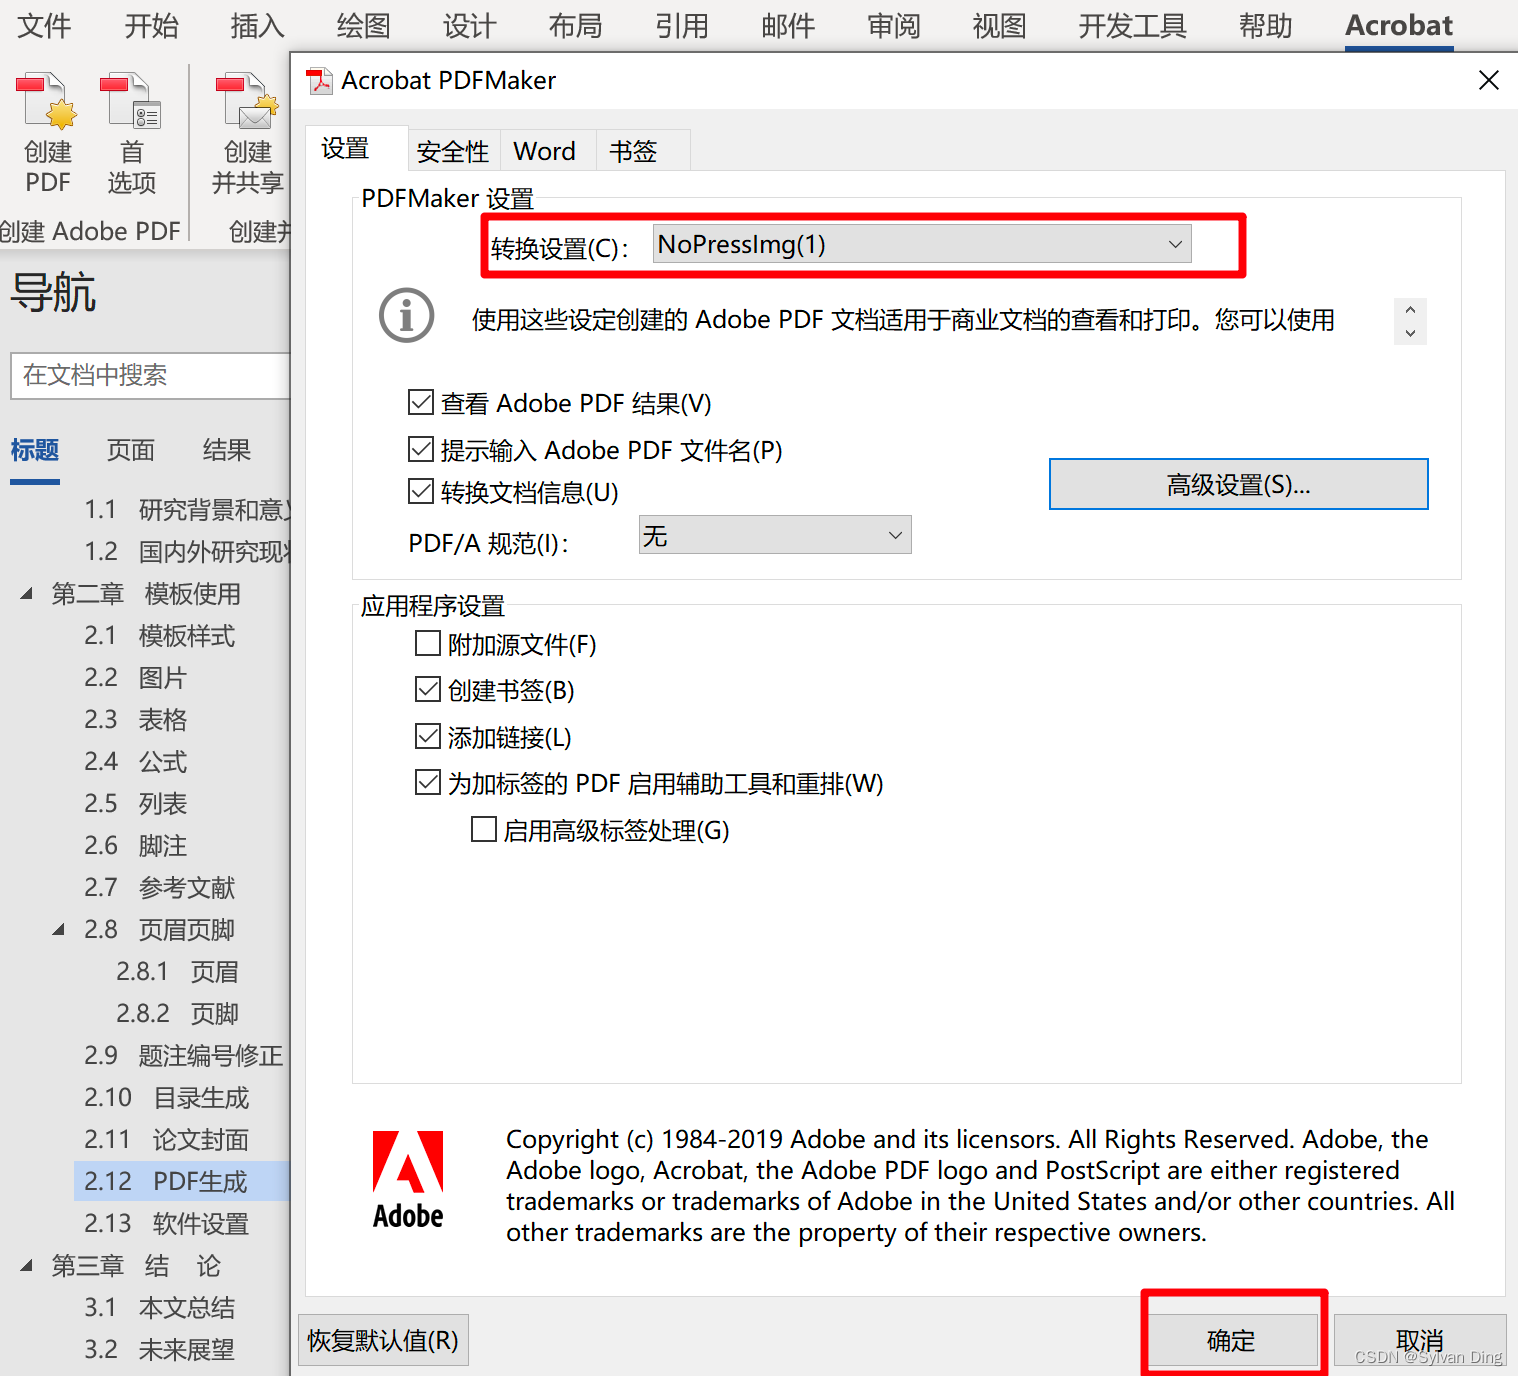 文件 开始 插入 绘图 设计 布局 引用 邮件 审阅 视图 开发工具 帮助 Acrobat
创建
PDF
首
选项
创建
并共享
创建 Adobe PDF
创建并
导航
在文档中搜索
标题 页面 结果
1.1 研究背景和意义
1.2 国内外研究现状
第二章 模板使用
2.1 模板样式
2.2 图片
2.3 表格
2.4 公式
2.5 列表
2.6 脚注
2.7 参考文献
2.8 页眉页脚
2.8.1 页眉
2.8.2 页脚
2.9 题注编号修正
2.10 目录生成
2.11 论文封面
2.12 PDF生成
2.13 软件设置
第三章 结 论
3.1 本文总结
3.2 未来展望
Acrobat PDFMaker
设置 安全性 Word 书签
PDFMaker 设置
转换设置(C): NoPressImg(1)
使用这些设定创建的 Adobe PDF 文档适用于商业文档的查看和打印。您可以使用
查看 Adobe PDF 结果(V)
提示输入 Adobe PDF 文件名(P)
转换文档信息(U)
高级设置(S)...
PDF/A 规范(I): 无
应用程序设置
附加源文件(F)
创建书签(B)
添加链接(L)
为加标签的 PDF 启用辅助工具和重排(W)
启用高级标签处理(G)
Adobe
Copyright (c) 1984-2019 Adobe and its licensors. All Rights Reserved. Adobe, the
Adobe logo, Acrobat, the Adobe PDF logo and PostScript are either registered
trademarks or trademarks of Adobe in the United States and/or other countries. All
other trademarks are the property of their respective owners.
恢复默认值(R) 确定 取消
CSDN @Sylvan Ding